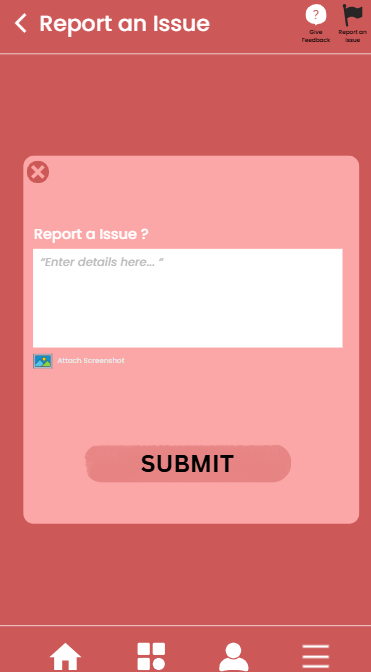 Report an Issue
?
Give
Feedback
Report an
Issue
Report a Issue ?
“Enter details here... “
Attach Screenshot
SUBMIT